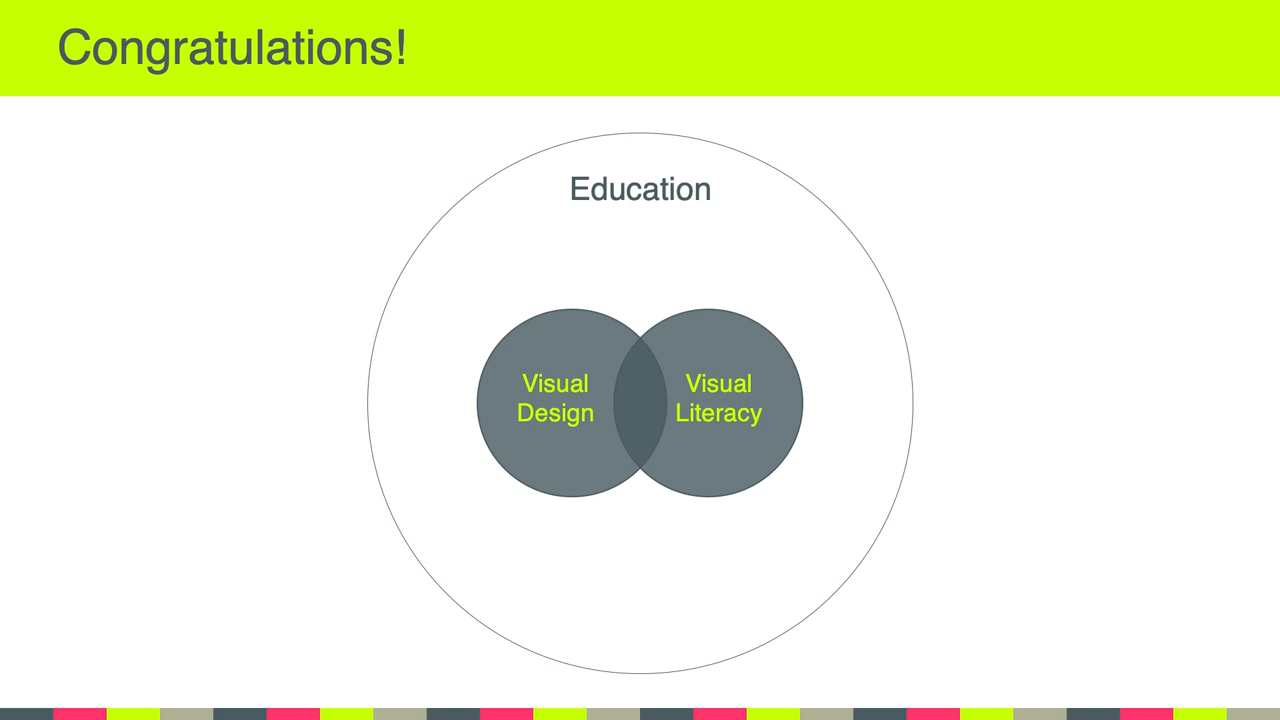 Congratulations!
Education
Visual
Design
Visual
Literacy